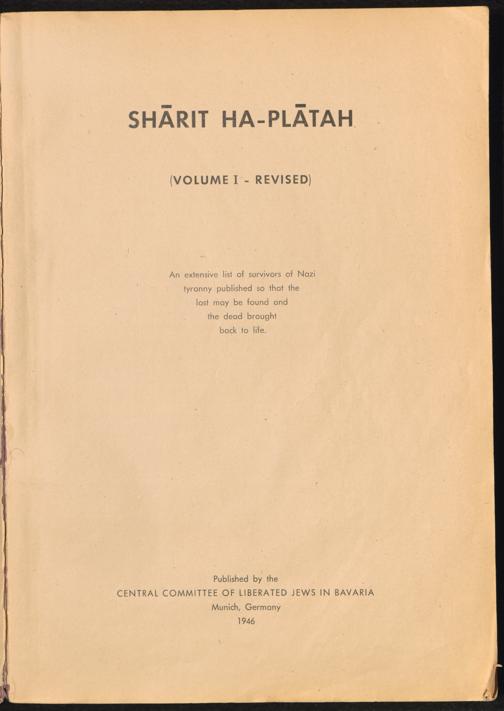 SHĀRIT HA-PLĀTAH
(VOLUME I - REVISED)
An extensive list of survivors of Nazi
tyranny published so that the
lost may be found and
the dead brought
back to life.
Published by the
CENTRAL COMMITTEE OF LIBERATED JEWS IN BAVARIA
Munich, Germany
1946